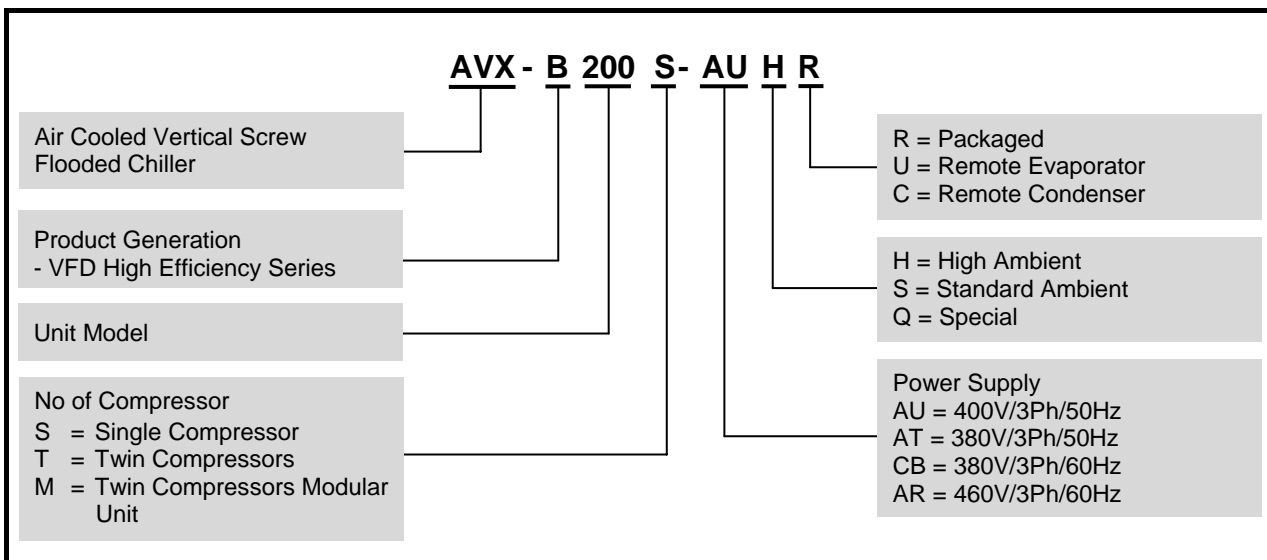 AVX - B 200 S- AU H R
Air Cooled Vertical Screw
Flooded Chiller
Product Generation
- VFD High Efficiency Series
Unit Model
No of Compressor
S = Single Compressor
T = Twin Compressors
M = Twin Compressors Modular
Unit
R = Packaged
U = Remote Evaporator
C = Remote Condenser
H = High Ambient
S = Standard Ambient
Q = Special
Power Supply
AU = 400V/3Ph/50Hz
AT = 380V/3Ph/50Hz
CB = 380V/3Ph/60Hz
AR = 460V/3Ph/60Hz